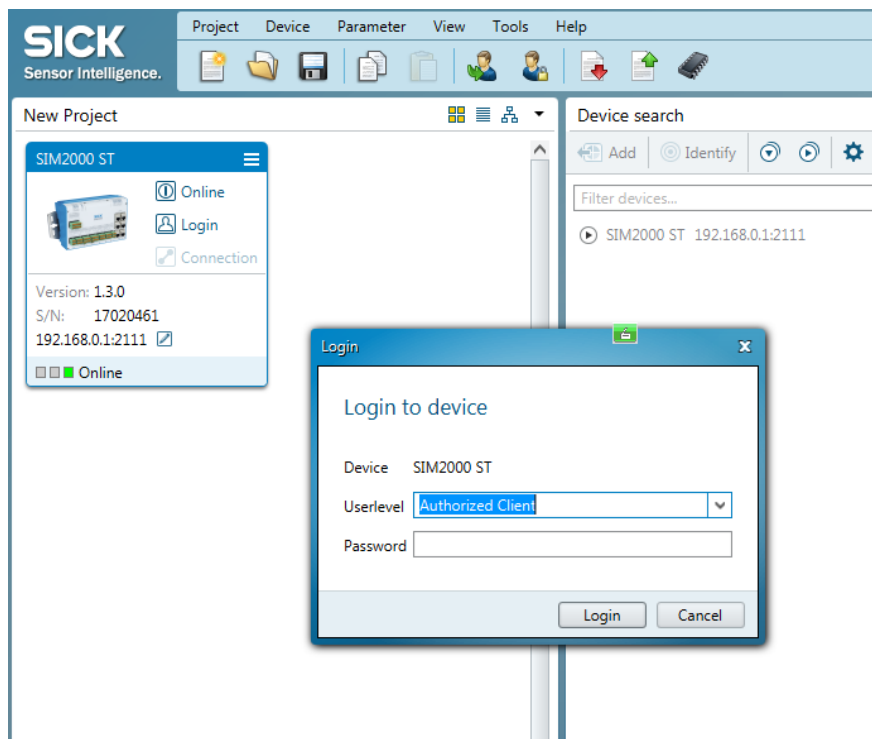 SICK
Sensor Intelligence.
Project Device Parameter View Tools Help
New Project
SIM2000 ST
Online
Login
Connection
Version: 1.3.0
S/N: 17020461
192.168.0.1:2111
Online
Device search
Add Identify
Filter devices...
SIM2000 ST 192.168.0.1:2111
Login
Login to device
Device SIM2000 ST
Userlevel Authorized Client
Password
Login Cancel